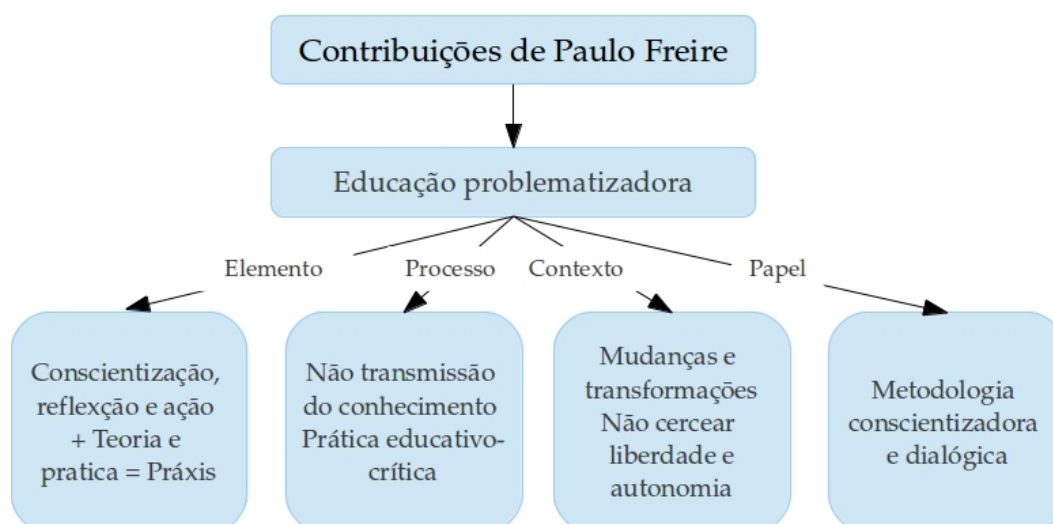 Contribuições de Paulo Freire
Educação problematizadora
Elemento
Processo
Contexto
Papel
Conscientização,
reflexção e ação
+ Teoria e
pratica = Práxis
Não transmissão
do conhecimento
Prática educativo-
crítica
Mudanças e
transformações
Não cercear
liberdade e
autonomia
Metodologia
conscientizadora
e dialógica